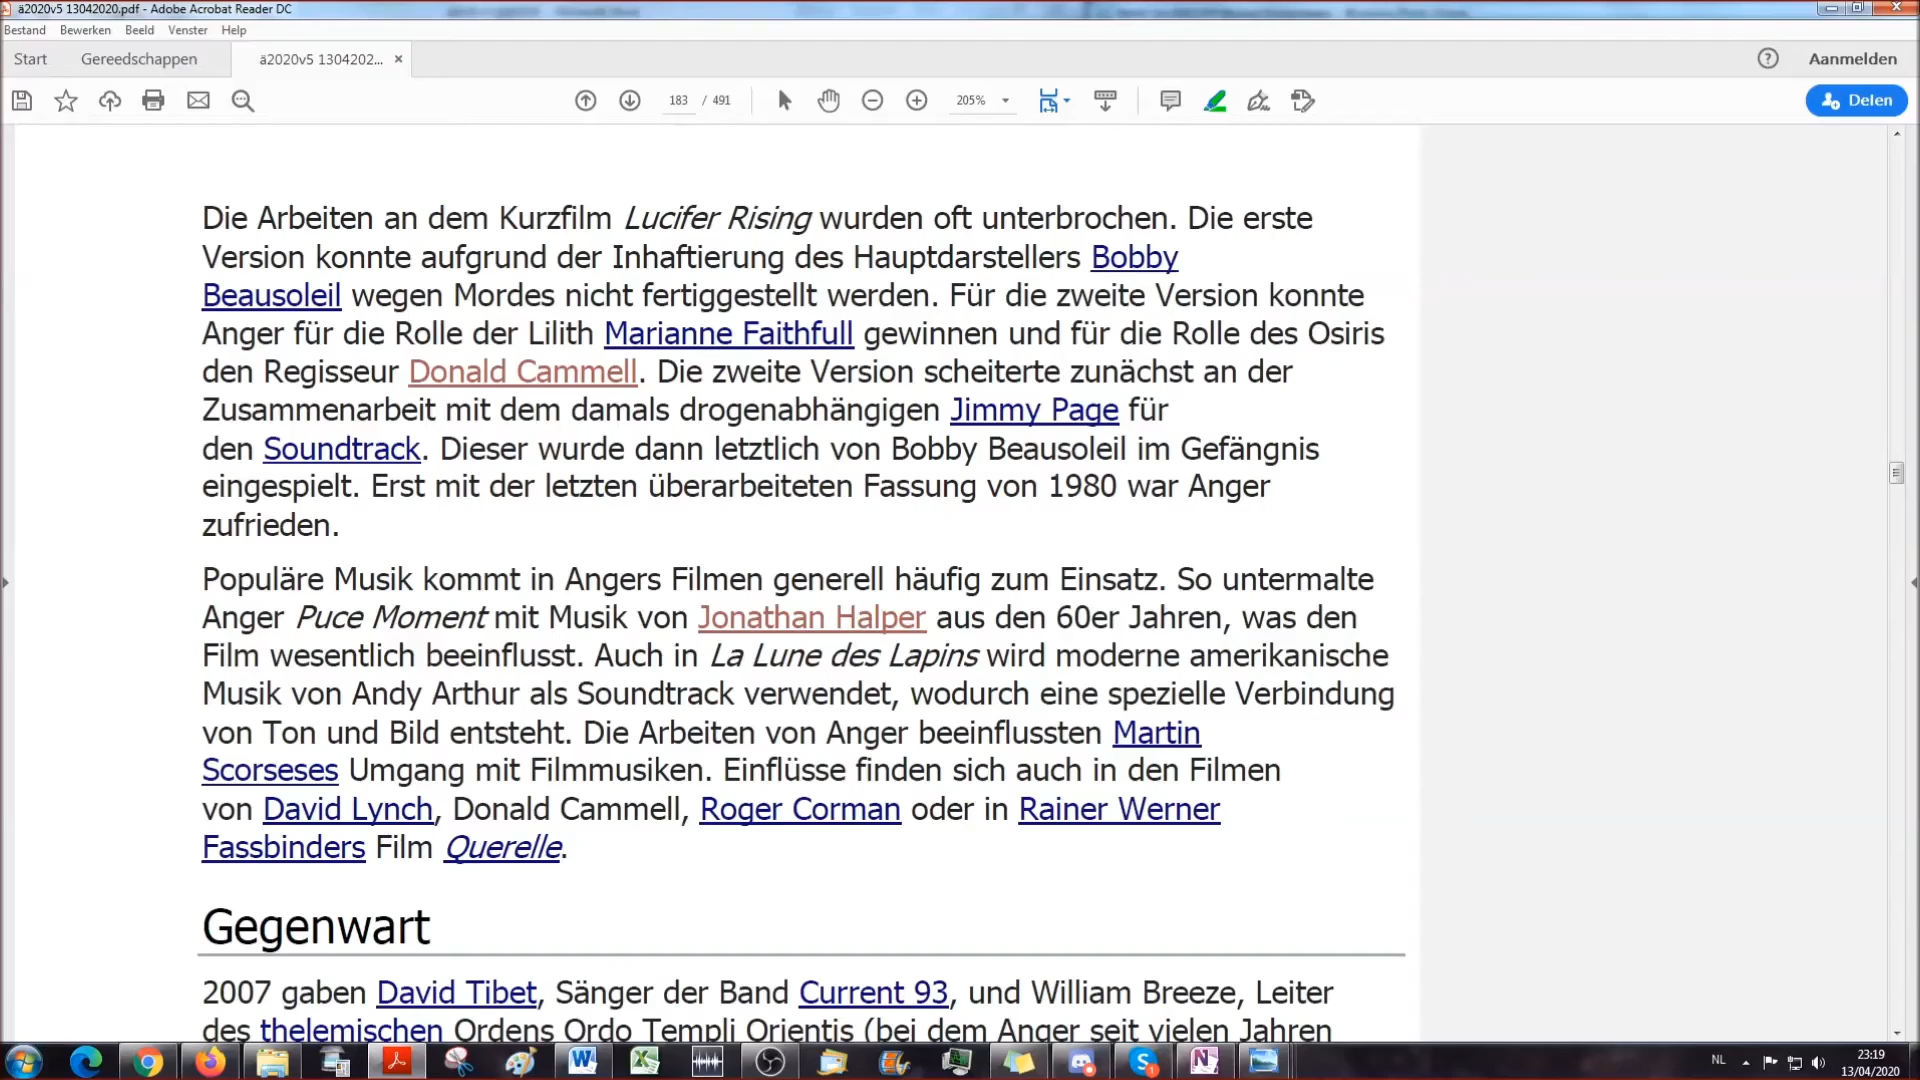 ä2020v5 13042020.pdf - Adobe Acrobat Reader DC
Bestand Bewerken Beeld Venster Help
Start Gereedschappen ä2020v5 1304202... × Aanmelden
183 / 491 205% Delen
Die Arbeiten an dem Kurzfilm Lucifer Rising wurden oft unterbrochen. Die erste
Version konnte aufgrund der Inhaftierung des Hauptdarstellers Bobby
Beausoleil wegen Mordes nicht fertiggestellt werden. Für die zweite Version konnte
Anger für die Rolle der Lilith Marianne Faithfull gewinnen und für die Rolle des Osiris
den Regisseur Donald Cammell. Die zweite Version scheiterte zunächst an der
Zusammenarbeit mit dem damals drogenabhängigen Jimmy Page für
den Soundtrack. Dieser wurde dann letztlich von Bobby Beausoleil im Gefängnis
eingespielt. Erst mit der letzten überarbeiteten Fassung von 1980 war Anger
zufrieden.
Populäre Musik kommt in Angers Filmen generell häufig zum Einsatz. So untermalte
Anger Puce Moment mit Musik von Jonathan Halper aus den 60er Jahren, was den
Film wesentlich beeinflusst. Auch in La Lune des Lapins wird moderne amerikanische
Musik von Andy Arthur als Soundtrack verwendet, wodurch eine spezielle Verbindung
von Ton und Bild entsteht. Die Arbeiten von Anger beeinflussten Martin
Scorseses Umgang mit Filmmusiken. Einflüsse finden sich auch in den Filmen
von David Lynch, Donald Cammell, Roger Corman oder in Rainer Werner
Fassbinders Film Querelle.
Gegenwart
2007 gaben David Tibet, Sänger der Band Current 93, und William Breeze, Leiter
des thelemischen Ordens Ordo Templi Orientis (bei dem Anger seit vielen Jahren
NL 23:19
13/04/2020